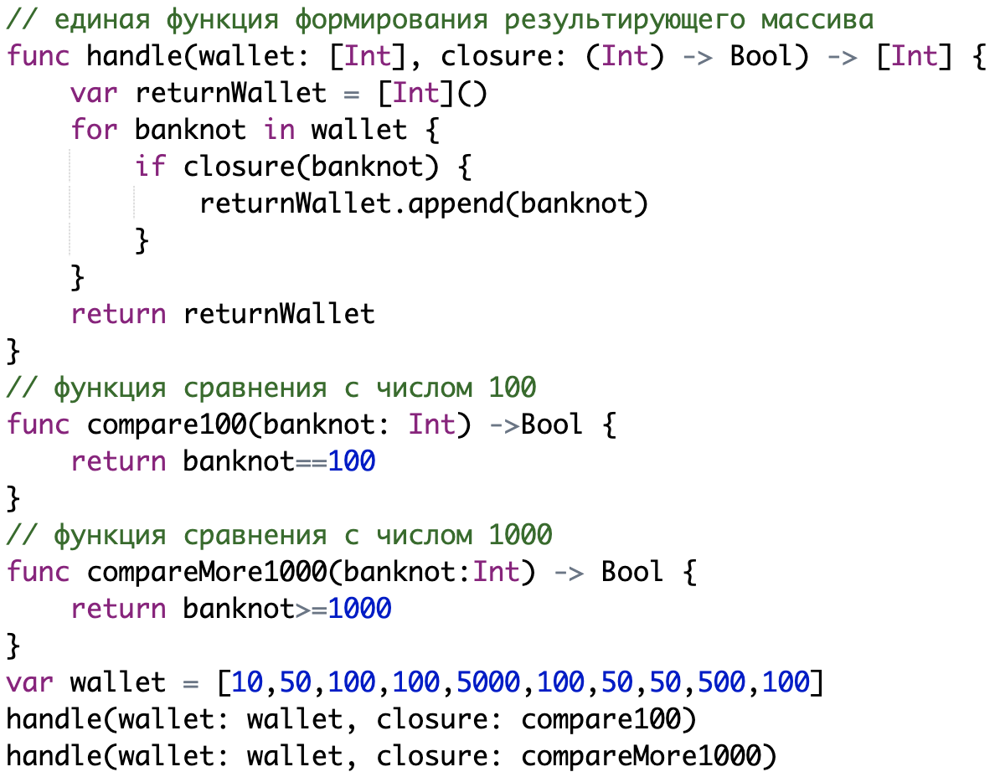 // единая функция формирования результирующего массива
func handle(wallet: [Int], closure: (Int) -> Bool) -> [Int] {
    var returnWallet = [Int]()
    for banknot in wallet {
        if closure(banknot) {
            returnWallet.append(banknot)
        }
    }
    return returnWallet
}
// функция сравнения с числом 100
func compare100(banknot: Int) ->Bool {
    return banknot==100
}
// функция сравнения с числом 1000
func compareMore1000(banknot:Int) -> Bool {
    return banknot>=1000
}
var wallet = [10,50,100,100,5000,100,50,50,500,100]
handle(wallet: wallet, closure: compare100)
handle(wallet: wallet, closure: compareMore1000)